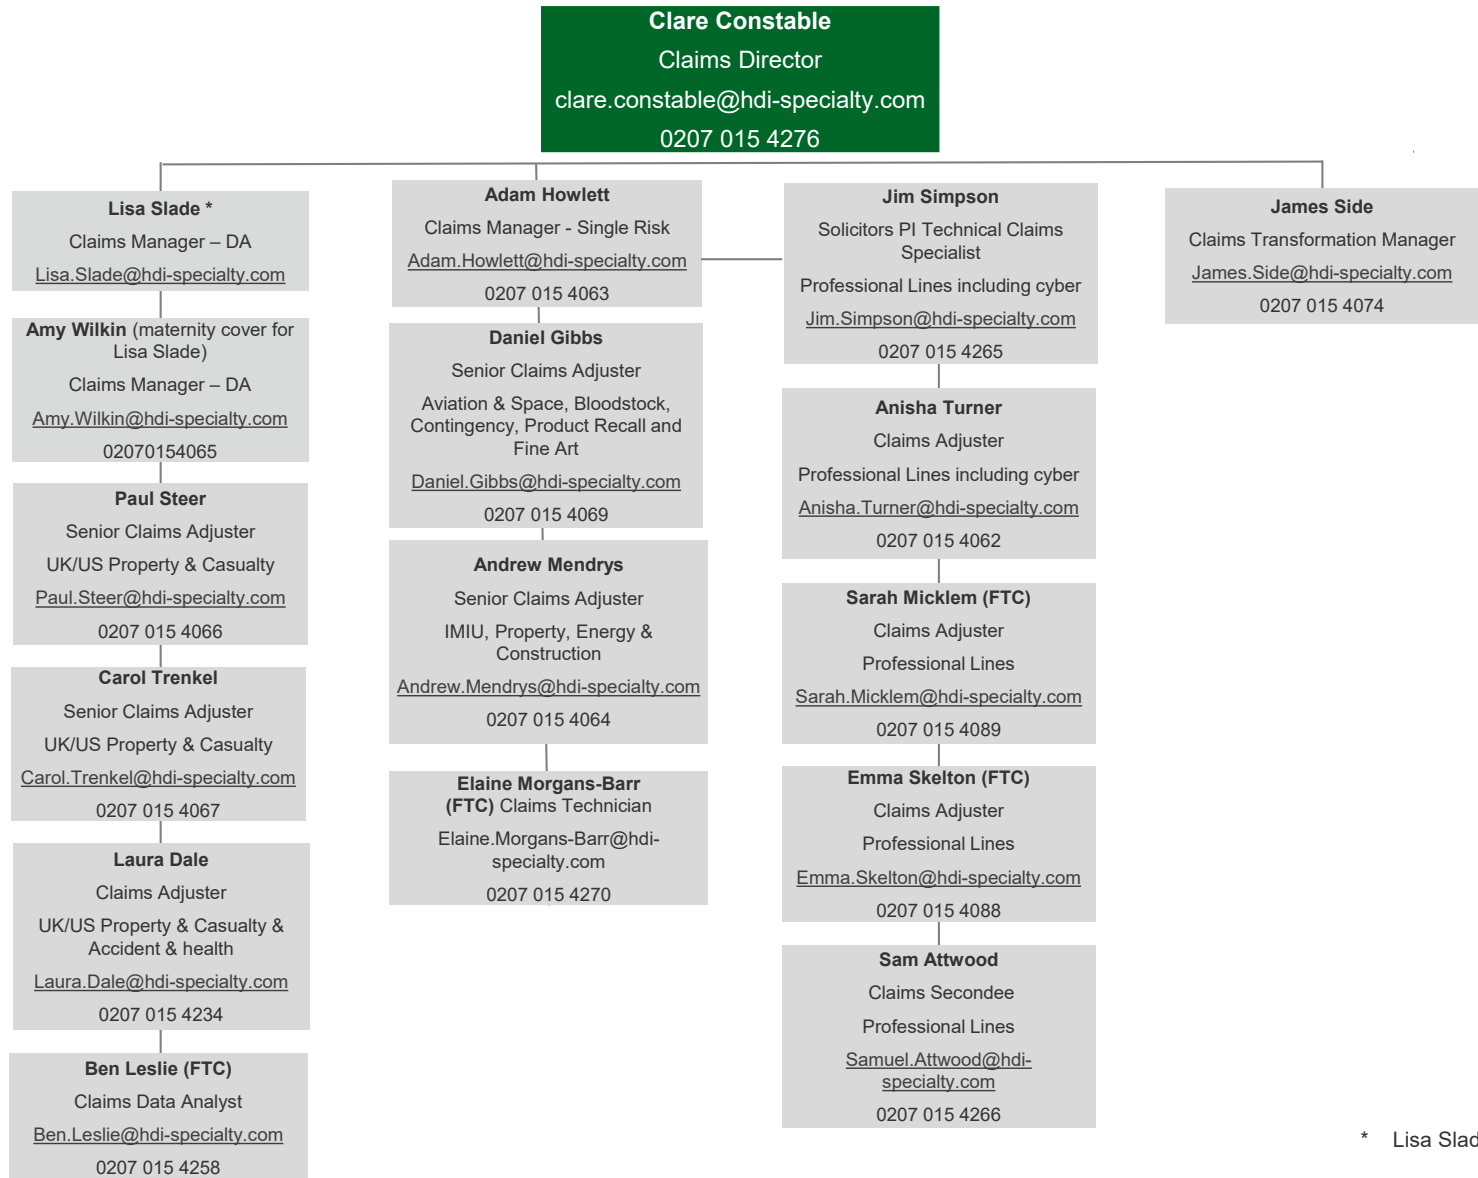 Clare Constable
Claims Director
clare.constable@hdi-specialty.com
0207 015 4276
Lisa Slade *
Claims Manager – DA
Lisa.Slade@hdi-specialty.com
Amy Wilkin (maternity cover for
Lisa Slade)
Claims Manager – DA
Amy.Wilkin@hdi-specialty.com
02070154065
Paul Steer
Senior Claims Adjuster
UK/US Property & Casualty
Paul.Steer@hdi-specialty.com
0207 015 4066
Carol Trenkel
Senior Claims Adjuster
UK/US Property & Casualty
Carol.Trenkel@hdi-specialty.com
0207 015 4067
Laura Dale
Claims Adjuster
UK/US Property & Casualty &
Accident & health
Laura.Dale@hdi-specialty.com
0207 015 4234
Ben Leslie (FTC)
Claims Data Analyst
Ben.Leslie@hdi-specialty.com
0207 015 4258
Adam Howlett
Claims Manager - Single Risk
Adam.Howlett@hdi-specialty.com
0207 015 4063
Daniel Gibbs
Senior Claims Adjuster
Aviation & Space, Bloodstock,
Contingency, Product Recall and
Fine Art
Daniel.Gibbs@hdi-specialty.com
0207 015 4069
Andrew Mendrys
Senior Claims Adjuster
IMIU, Property, Energy &
Construction
Andrew.Mendrys@hdi-specialty.com
0207 015 4064
Elaine Morgans-Barr
(FTC) Claims Technician
Elaine.Morgans-Barr@hdi-
specialty.com
0207 015 4270
Jim Simpson
Solicitors PI Technical Claims
Specialist
Professional Lines including cyber
Jim.Simpson@hdi-specialty.com
0207 015 4265
Anisha Turner
Claims Adjuster
Professional Lines including cyber
Anisha.Turner@hdi-specialty.com
0207 015 4062
Sarah Micklem (FTC)
Claims Adjuster
Professional Lines
Sarah.Micklem@hdi-specialty.com
0207 015 4089
Emma Skelton (FTC)
Claims Adjuster
Professional Lines
Emma.Skelton@hdi-specialty.com
0207 015 4088
Sam Attwood
Claims Secondee
Professional Lines
Samuel.Attwood@hdi-
specialty.com
0207 015 4266
James Side
Claims Transformation Manager
James.Side@hdi-specialty.com
0207 015 4074
* Lisa Slad